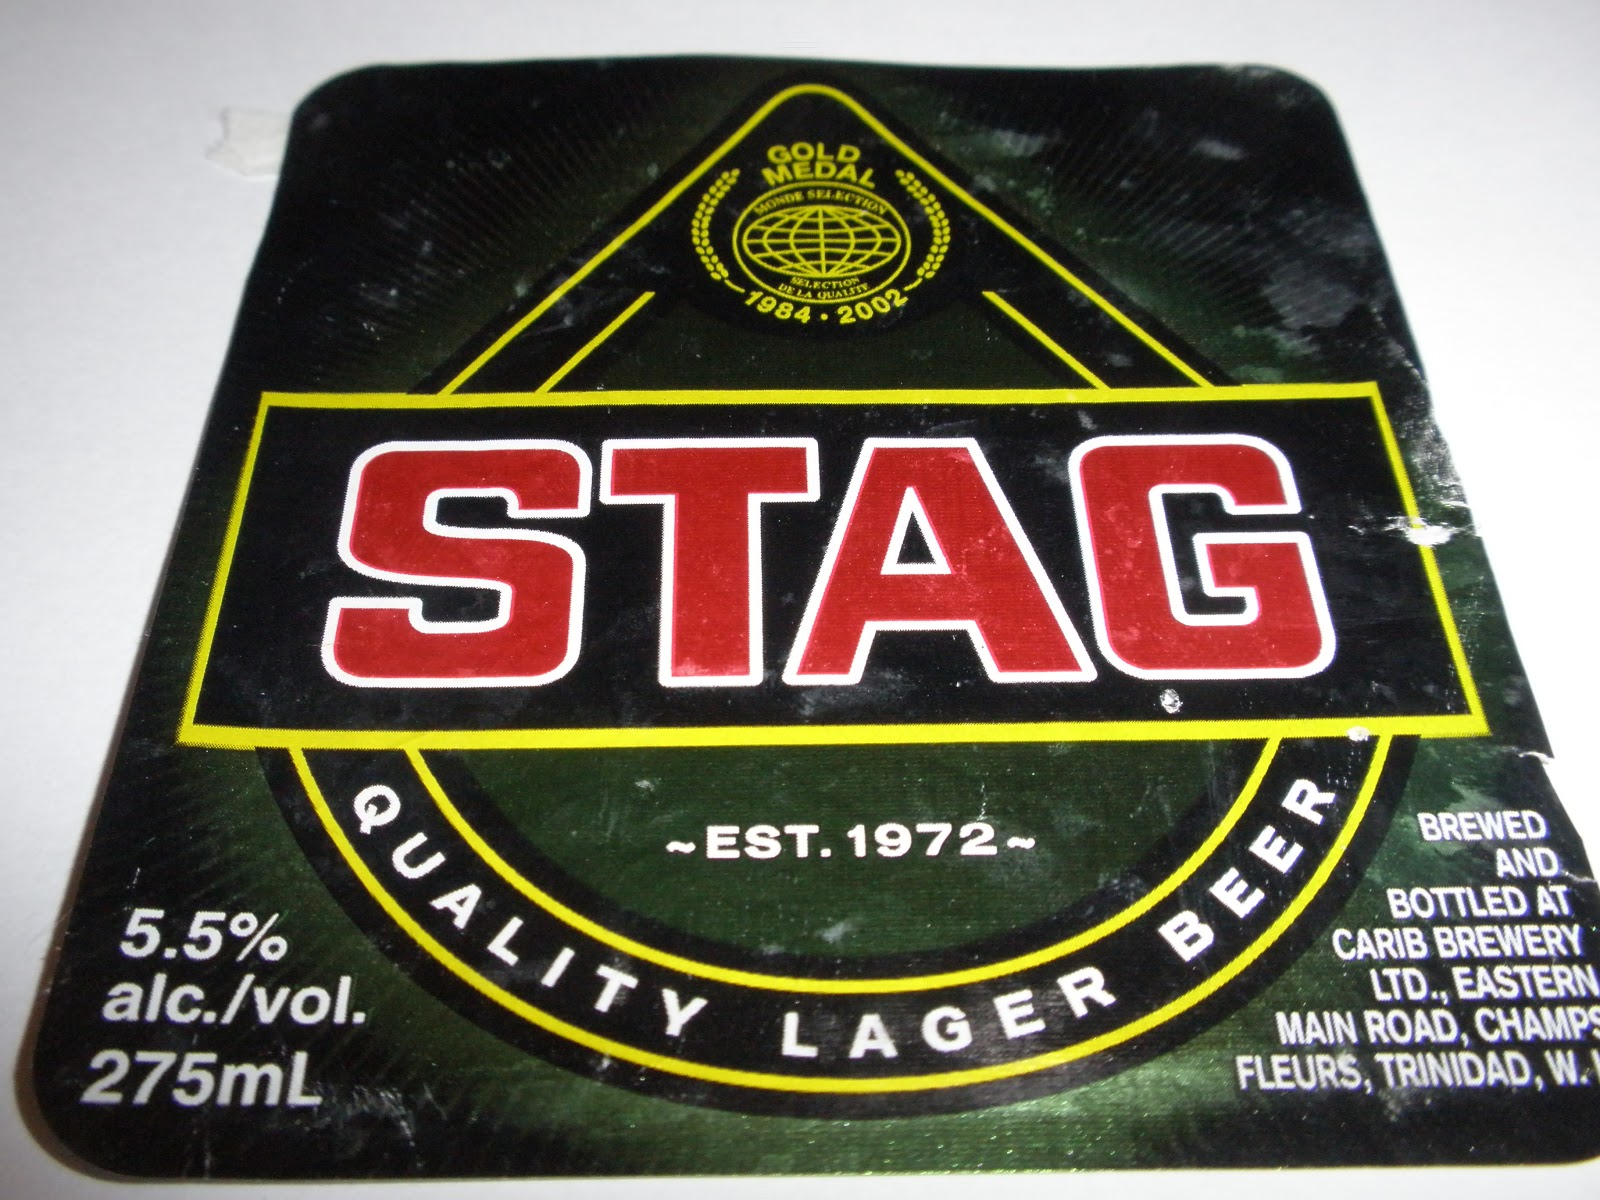 GOLD
MEDAL
MONDE SELECTION
SELECTION
DE LA QUALITE
1984 · 2002
STAG
~EST. 1972~
QUALITY LAGER BEER
5.5%
alc./vol.
275mL
BREWED
AND
BOTTLED AT
CARIB BREWERY
LTD., EASTERN
MAIN ROAD, CHAMPS
FLEURS, TRINIDAD, W.I